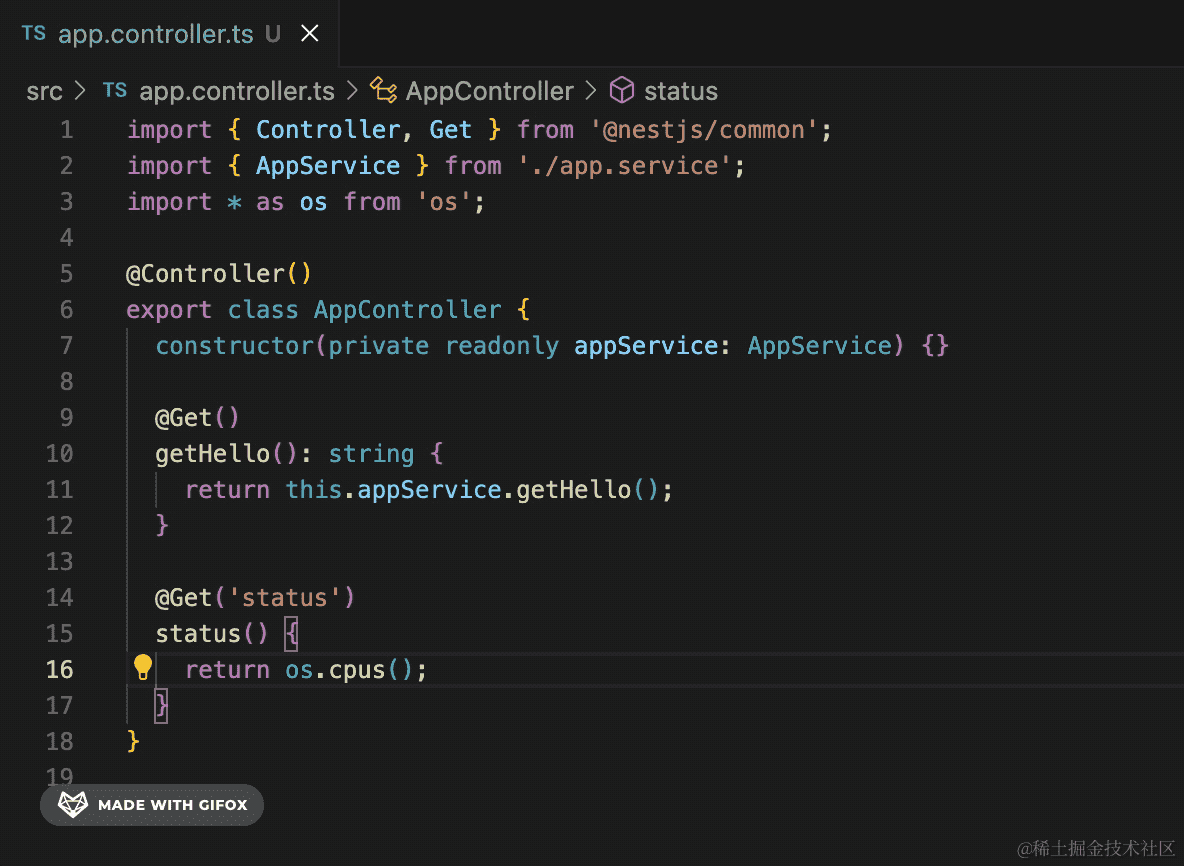 TS app.controller.ts U
src > TS app.controller.ts > AppController > status
1 import { Controller, Get } from '@nestjs/common';
2 import { AppService } from './app.service';
3 import * as os from 'os';
4
5 @Controller()
6 export class AppController {
7 constructor(private readonly appService: AppService) {}
8
9 @Get()
10 getHello(): string {
11 return this.appService.getHello();
12 }
13
14 @Get('status')
15 status() {
16 return os.cpus();
17 }
18 }
19
MADE WITH GIFOX
@稀土掘金技术社区